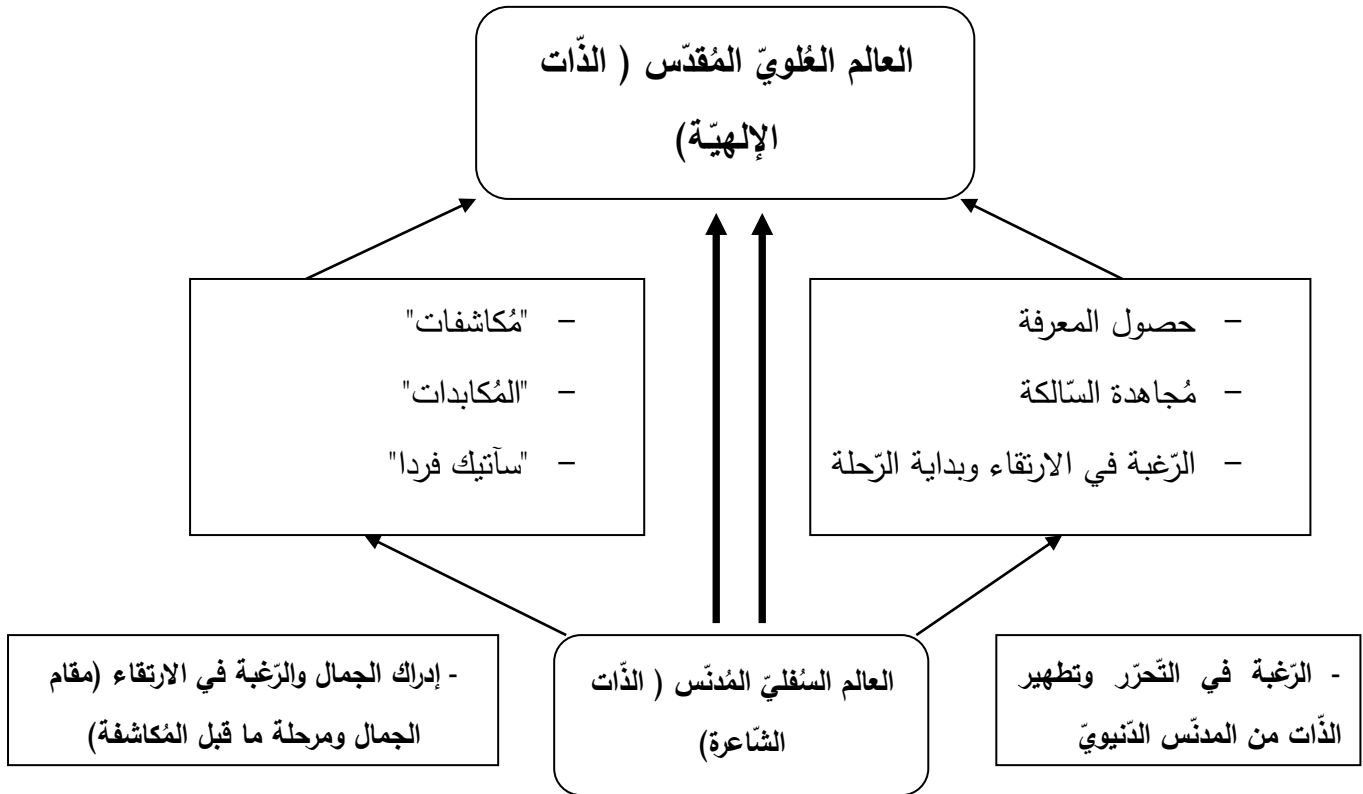 العالم العُلويّ المُقدّس ( الذّات
الإلهيّة)
- حصول المعرفة
- مُجاهدة السّالكة
- الرّغبة في الارتقاء وبداية الرّحلة
- "مُكاشفات"
- "المُكابدات"
- "سآتيك فردا"
- الرّغبة في التّحرّر وتطهير
الذّات من المدنّس الدّنيويّ
العالم السُفليّ المُدنّس ( الذّات
الشّاعرة)
- إدراك الجمال والرّغبة في الارتقاء (مقام
الجمال ومرحلة ما قبل المُكاشفة)